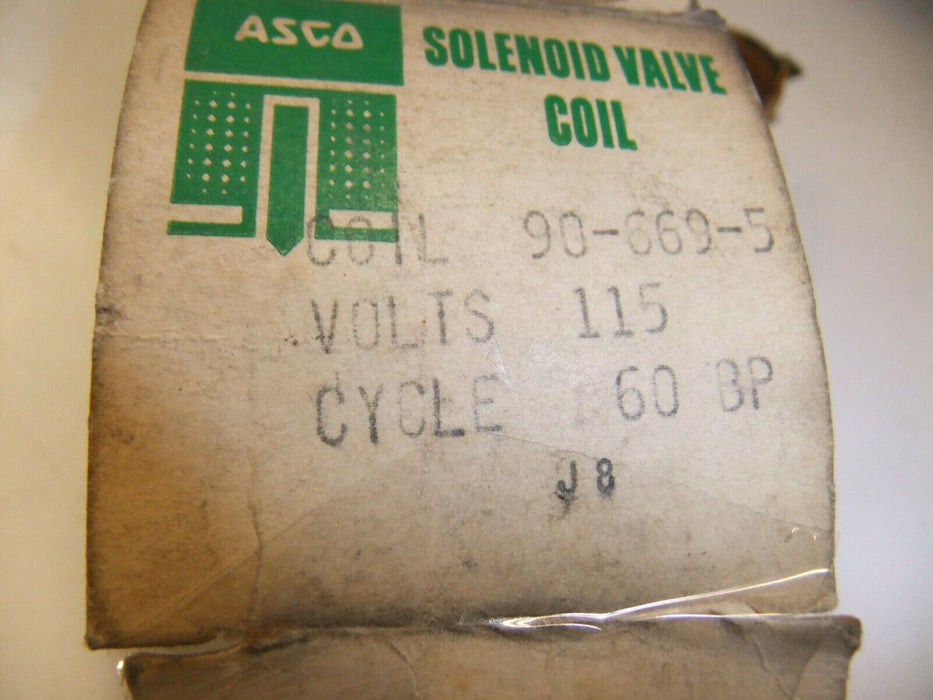 ASCO
SOLENOID VALVE
COIL
COIL 90-669-5
VOLTS 115
CYCLE 60 BP
J8